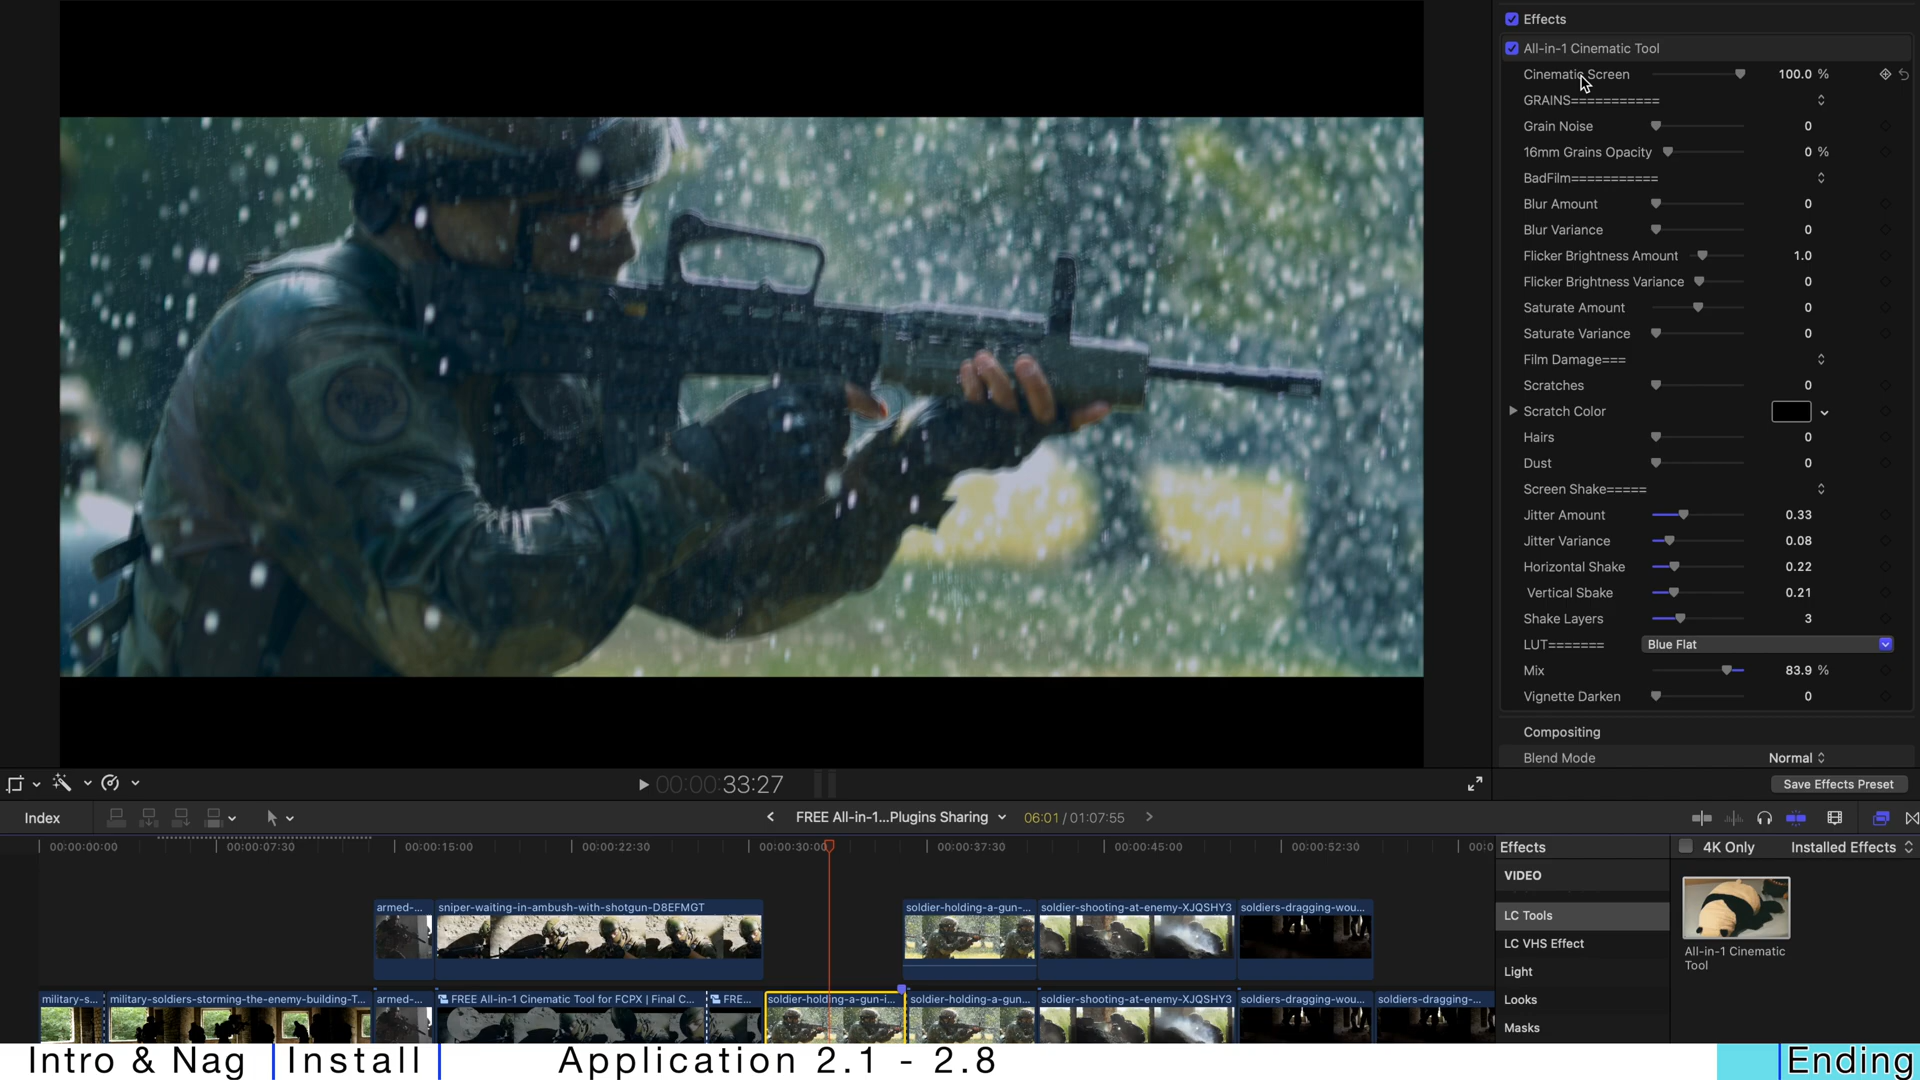 Effects
All-in-1 Cinematic Tool
Cinematic Screen 100.0 %
GRAINS===========
Grain Noise 0
16mm Grains Opacity 0 %
BadFilm===========
Blur Amount 0
Blur Variance 0
Flicker Brightness Amount 1.0
Flicker Brightness Variance 0
Saturate Amount 0
Saturate Variance 0
Film Damage===
Scratches 0
Scratch Color
Hairs 0
Dust 0
Screen Shake=====
Jitter Amount 0.33
Jitter Variance 0.08
Horizontal Shake 0.22
Vertical Sbake 0.21
Shake Layers 3
LUT======= Blue Flat
Mix 83.9 %
Vignette Darken 0
Compositing
Blend Mode Normal
00:00:00:33:27
Save Effects Preset
Index
FREE All-in-1...Plugins Sharing 06:01 / 01:07:55
00:00:00:00 00:00:07:30 00:00:15:00 00:00:22:30 00:00:30:00 00:00:37:30 00:00:45:00 00:00:52:30 00:0
Effects
4K Only
Installed Effects
VIDEO
LC Tools
LC VHS Effect
Light
Looks
Masks
All-in-1 Cinematic
Tool
armed-... sniper-waiting-in-ambush-with-shotgun-D8EFMGT soldier-holding-a-gun-... soldier-shooting-at-enemy-XJQSHY3 soldiers-dragging-wou...
military-s... military-soldiers-storming-the-enemy-building-T... armed-... FREE All-in-1 Cinematic Tool for FCPX | Final C... FRE... soldier-holding-a-gun-i... soldier-holding-a-gun... soldier-shooting-at-enemy-XJQSHY3 soldiers-dragging-wou... soldiers-dragging-...
Intro & Nag Install Application 2.1 - 2.8 Ending